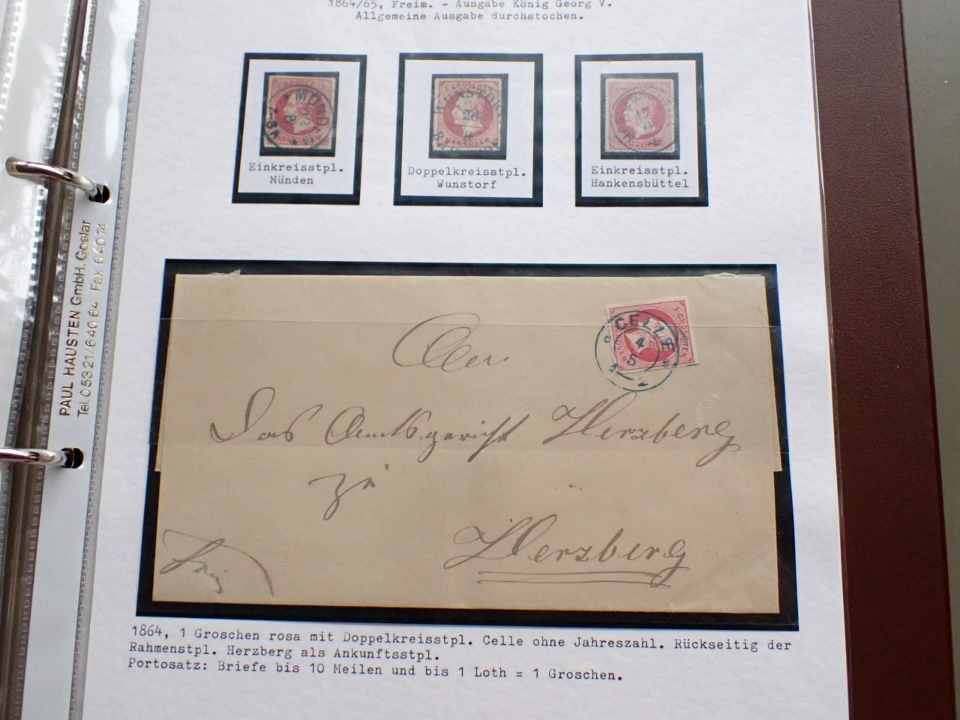 1864/65, Freim. - Ausgabe König Georg V.
Allgemeine Ausgabe durchstochen.
Einkreisstpl.
Münden
Doppelkreisstpl.
Wunstorf
Einkreisstpl.
Hankensbüttel
PAUL HAUSTEN GmbH. Goslar
CELLE
4
5
An
Das Amtsgericht Herzberg
zu
Herzberg
1864, 1 Groschen rosa mit Doppelkreisstpl. Celle ohne Jahreszahl. Rückseitig der
Rahmenstpl. Herzberg als Ankunftsstpl.
Portosatz: Briefe bis 10 Meilen und bis 1 Loth = 1 Groschen.